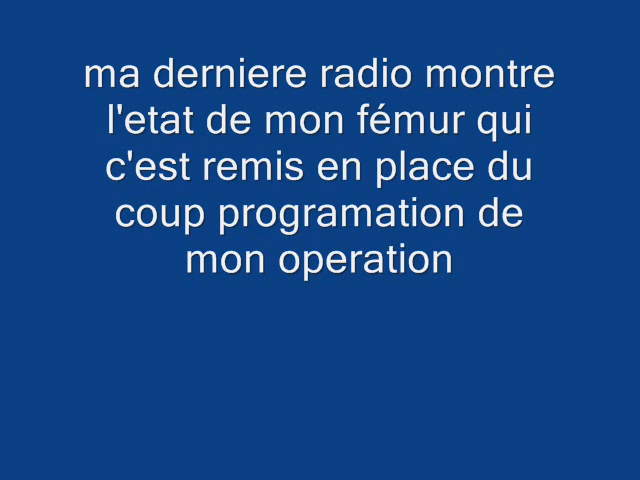 ma derniere radio montre
l'etat de mon fémur qui
c'est remis en place du
coup programation de
mon operation